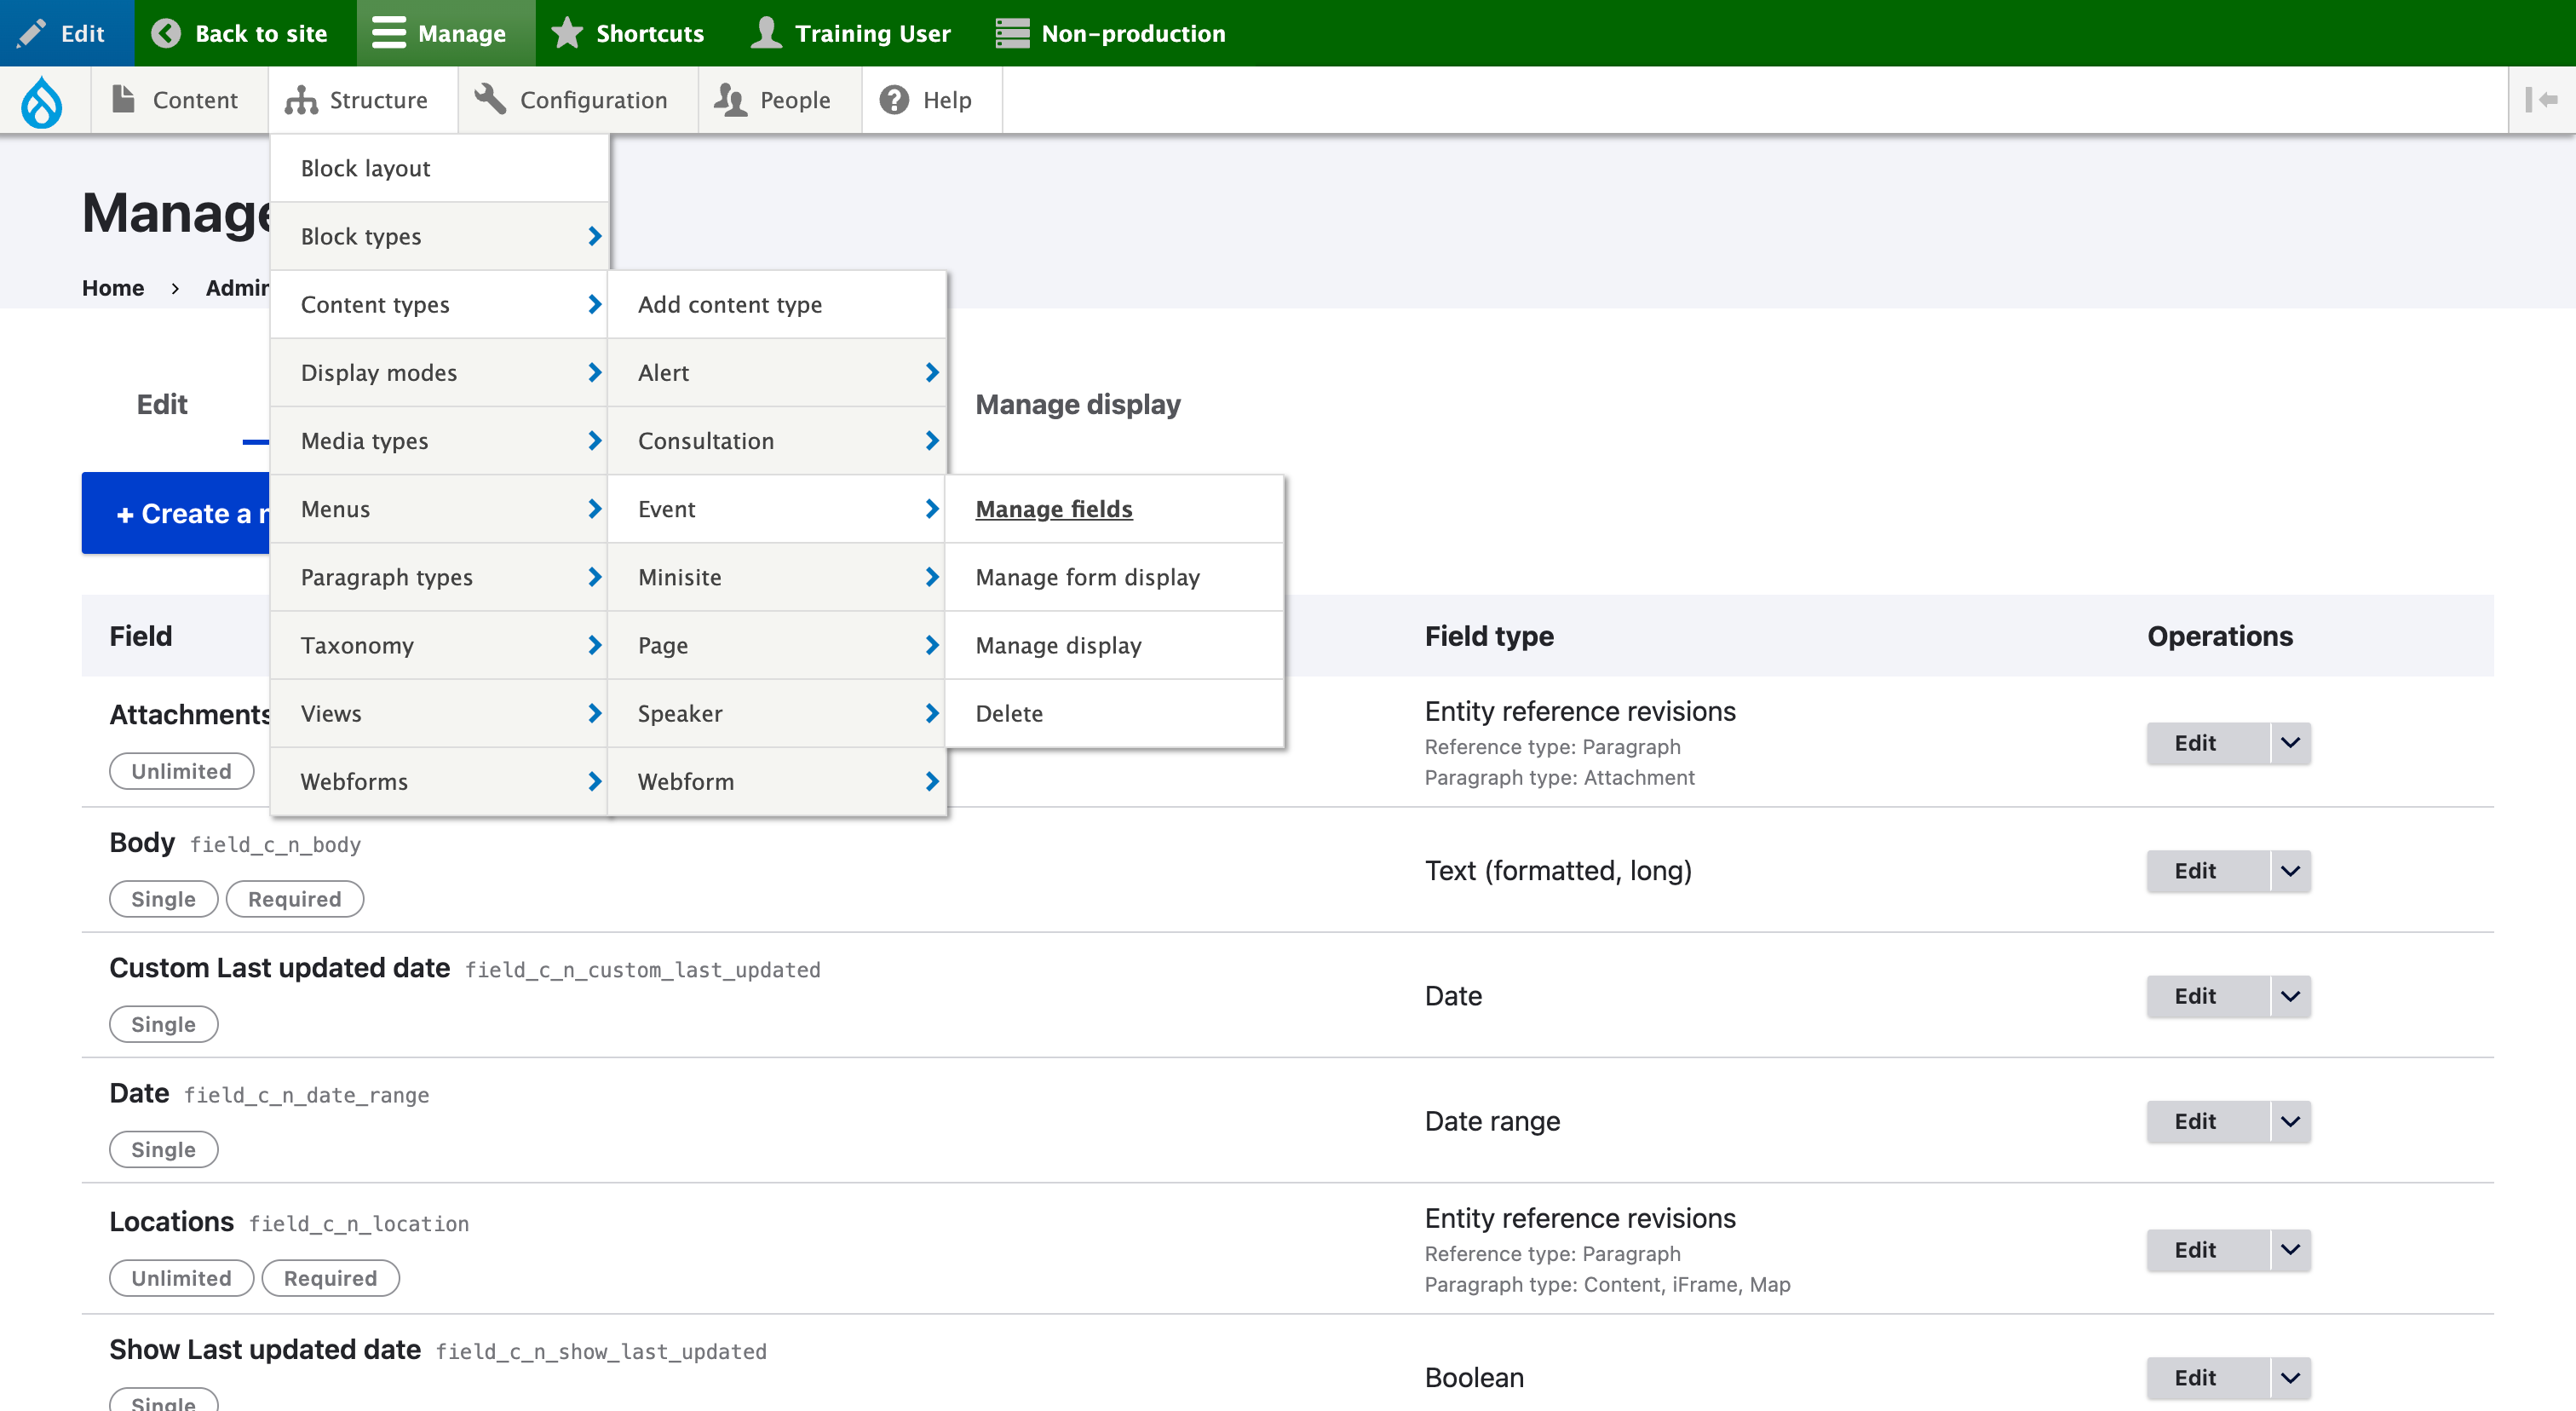 Edit Back to site Manage Shortcuts Training User Non-production
Content Structure Configuration People Help
Block layout
Manage
Block types
Home › Admin
Content types Add content type
Display modes Alert
Edit Manage display
Media types Consultation
+ Create a
Menus Event Manage fields
Paragraph types Minisite Manage form display
Field Field type Operations
Taxonomy Page Manage display
Attachments Views Speaker Delete Entity reference revisions
Reference type: Paragraph Edit
Unlimited Webforms Webform Paragraph type: Attachment
Body field_c_n_body
Text (formatted, long) Edit
Single Required
Custom Last updated date field_c_n_custom_last_updated
Date Edit
Single
Date field_c_n_date_range
Date range Edit
Single
Locations field_c_n_location Entity reference revisions
Reference type: Paragraph Edit
Unlimited Required Paragraph type: Content, iFrame, Map
Show Last updated date field_c_n_show_last_updated
Boolean Edit
Single